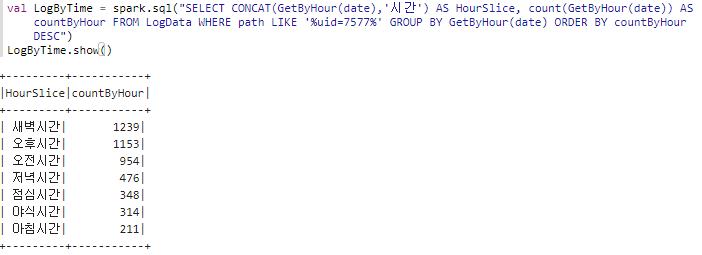 val LogByTime = spark.sql("SELECT CONCAT(GetByHour(date),'시간') AS HourSlice, count(GetByHour(date)) AS
countByHour FROM LogData WHERE path LIKE '%uid=7577%' GROUP BY GetByHour(date) ORDER BY countByHour
DESC")
LogByTime.show()
+---------+-----------+
|HourSlice|countByHour|
+---------+-----------+
| 새벽시간| 1239|
| 오후시간| 1153|
| 오전시간| 954|
| 저녁시간| 476|
| 점심시간| 348|
| 야식시간| 314|
| 아침시간| 211|
+---------+-----------+